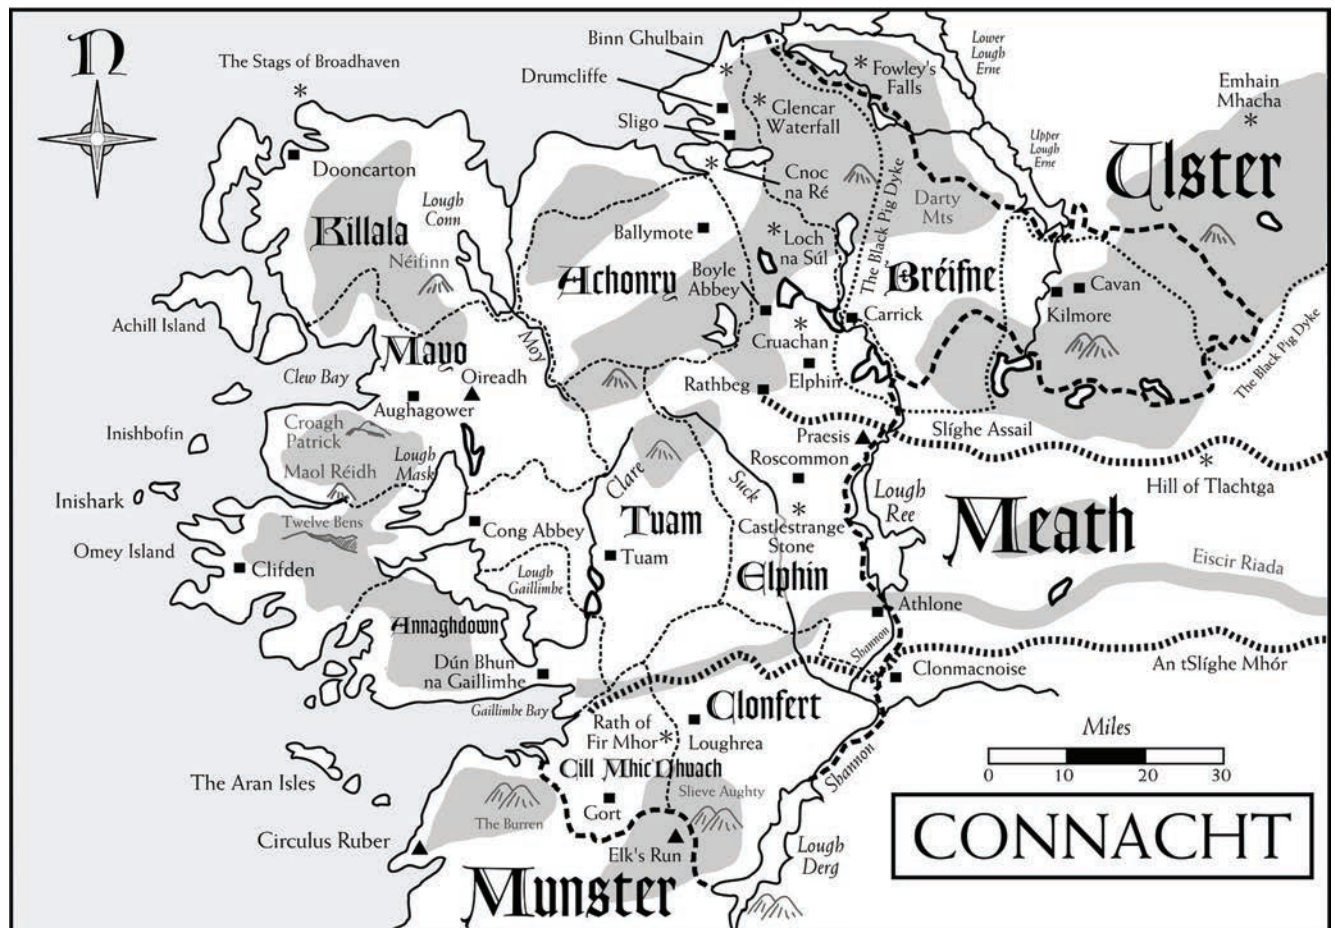 N
The Stags of Broadhaven
Dooncarton
Killala
Lough
Conn
Néifinn
Achill Island
Clew Bay
Mayo
Oireadh
Aughagower
Moy
Inishbofin
Croagh
Patrick
Maol Réidh
Lough
Mask
Inishark
Twelve Bens
Omey Island
Clifden
Cong Abbey
Lough
Gaillimhe
Annaghdown
Dún Bhun
na Gaillimhe
Gaillimhe Bay
The Aran Isles
Circulus Ruber
Binn Ghulbain
Drumcliffe
Sligo
Glencar
Waterfall
Cnoc
na Ré
Fowley's
Falls
Lower
Lough
Erne
Upper
Lough
Erne
Emhain
Mhacha
Ulster
Darty
Mts
The Black Pig Dyke
Ballymote
Achonry
Loch
na Súl
Boyle
Abbey
Bréifne
Carrick
Cavan
Kilmore
The Black Pig Dyke
Cruachan
Elphin
Rathbeg
Slíghe Assail
Praesis
Roscommon
Hill of Tlachtga
Clare
Suck
Lough
Ree
Meath
Castlestrange
Stone
Tuam
Tuam
Elphin
Eiscir Riada
Athlone
Shannon
An tSlíghe Mhór
Clonmacnoise
Clonfert
Rath of
Fir Mhor
Loughrea
Cill Mhic Dhuach
Slieve Aughty
Gort
The Burren
Elk's Run
Shannon
Lough
Derg
Munster
Miles
0 10 20 30
CONNACHT